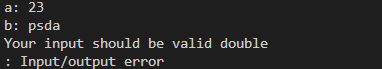 a: 23
b: psda
Your input should be valid double
: Input/output error